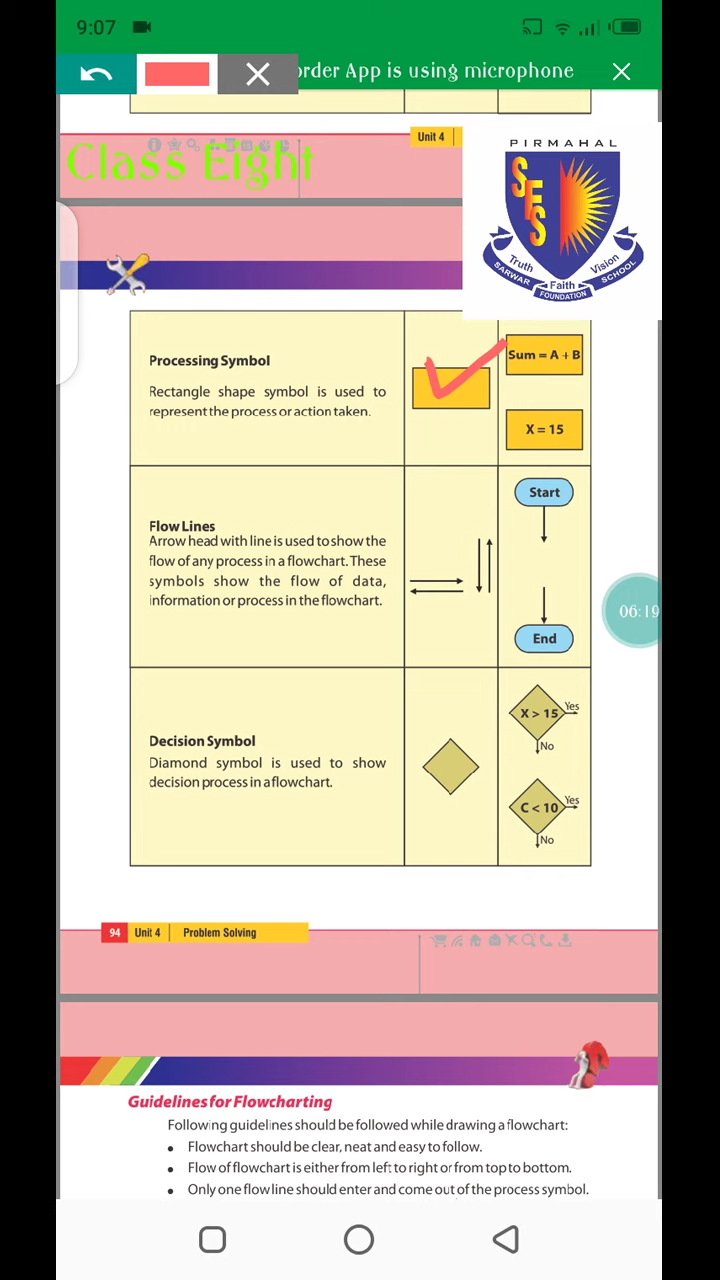 9:07
order App is using microphone
Unit 4
Class Eight
PIRMAHAL
SFS
Truth Faith Vision
SARWAR FOUNDATION SCHOOL
Processing Symbol
Rectangle shape symbol is used to
represent the process or action taken.
Sum = A + B
X = 15
Flow Lines
Arrow head with line is used to show the
flow of any process in a flowchart. These
symbols show the flow of data,
information or process in the flowchart.
Start
End
06:19
Decision Symbol
Diamond symbol is used to show
decision process in a flowchart.
X > 15
Yes
No
C < 10
Yes
No
94 Unit 4 Problem Solving
Guidelines for Flowcharting
Following guidelines should be followed while drawing a flowchart:
• Flowchart should be clear, neat and easy to follow.
• Flow of flowchart is either from left to right or from top to bottom.
• Only one flow line should enter and come out of the process symbol.